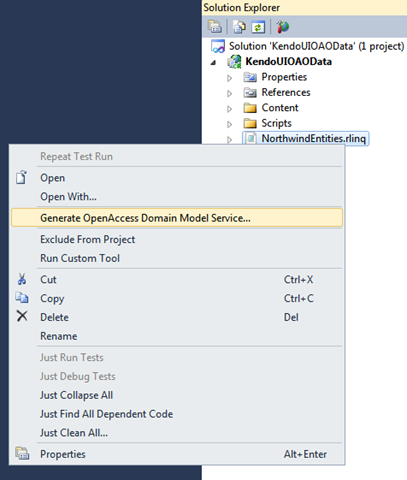 Solution Explorer
Solution 'KendoUIOAOData' (1 project)
KendoUIOAOData
Properties
References
Content
Scripts
NorthwindEntities.rlinq
Repeat Test Run
Open
Open With...
Generate OpenAccess Domain Model Service...
Exclude From Project
Run Custom Tool
Cut Ctrl+X
Copy Ctrl+C
Delete Del
Rename
Just Run Tests
Just Debug Tests
Just Collapse All
Just Find All Dependent Code
Just Clean All...
Properties Alt+Enter